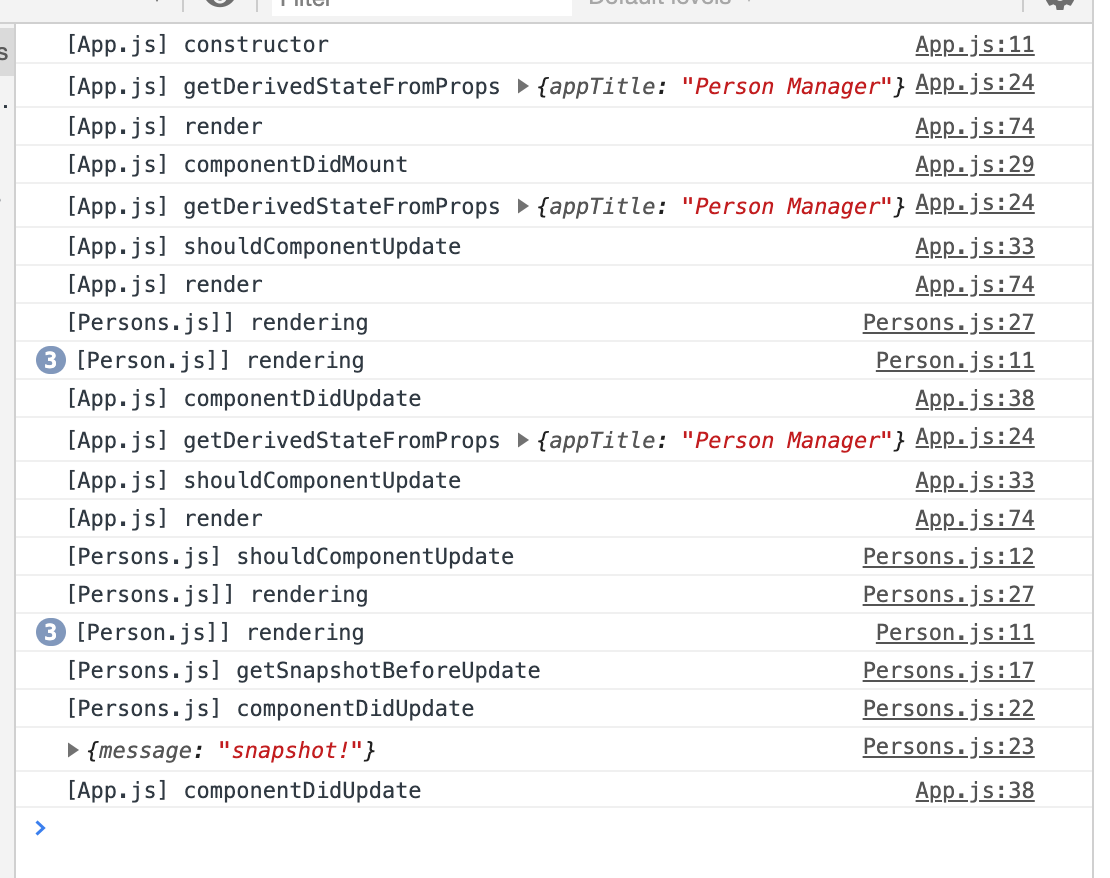 Filter
Default levels
s
[App.js] constructor App.js:11
[App.js] getDerivedStateFromProps ▶ {appTitle: "Person Manager"} App.js:24
[App.js] render App.js:74
[App.js] componentDidMount App.js:29
[App.js] getDerivedStateFromProps ▶ {appTitle: "Person Manager"} App.js:24
[App.js] shouldComponentUpdate App.js:33
[App.js] render App.js:74
[Persons.js]] rendering Persons.js:27
3 [Person.js]] rendering Person.js:11
[App.js] componentDidUpdate App.js:38
[App.js] getDerivedStateFromProps ▶ {appTitle: "Person Manager"} App.js:24
[App.js] shouldComponentUpdate App.js:33
[App.js] render App.js:74
[Persons.js] shouldComponentUpdate Persons.js:12
[Persons.js]] rendering Persons.js:27
3 [Person.js]] rendering Person.js:11
[Persons.js] getSnapshotBeforeUpdate Persons.js:17
[Persons.js] componentDidUpdate Persons.js:22
▶ {message: "snapshot!"} Persons.js:23
[App.js] componentDidUpdate App.js:38
>